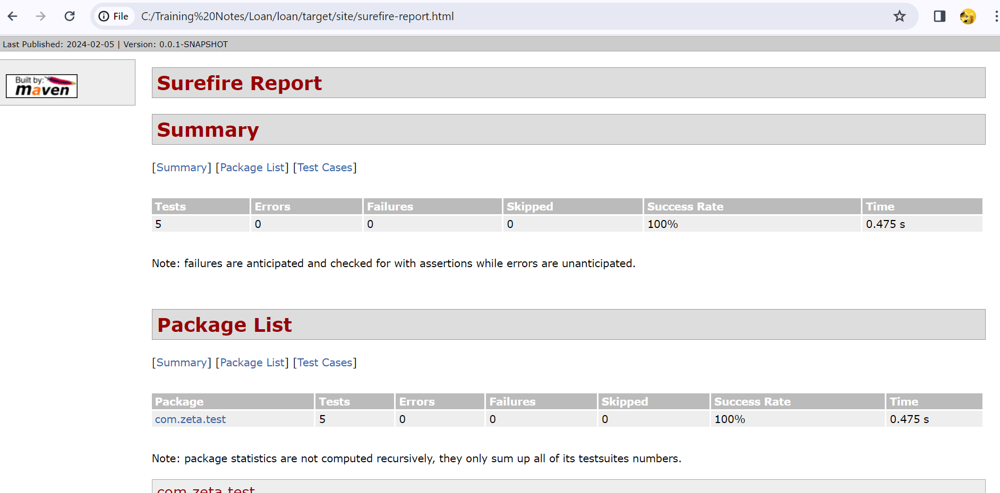 File C:/Training%20Notes/Loan/loan/target/site/surefire-report.html
Last Published: 2024-02-05 | Version: 0.0.1-SNAPSHOT
Built by:
maven
Surefire Report
Summary
[Summary] [Package List] [Test Cases]
Tests Errors Failures Skipped Success Rate Time
5 0 0 0 100% 0.475 s
Note: failures are anticipated and checked for with assertions while errors are unanticipated.
Package List
[Summary] [Package List] [Test Cases]
Package Tests Errors Failures Skipped Success Rate Time
com.zeta.test 5 0 0 0 100% 0.475 s
Note: package statistics are not computed recursively, they only sum up all of its testsuites numbers.
com.zeta.test